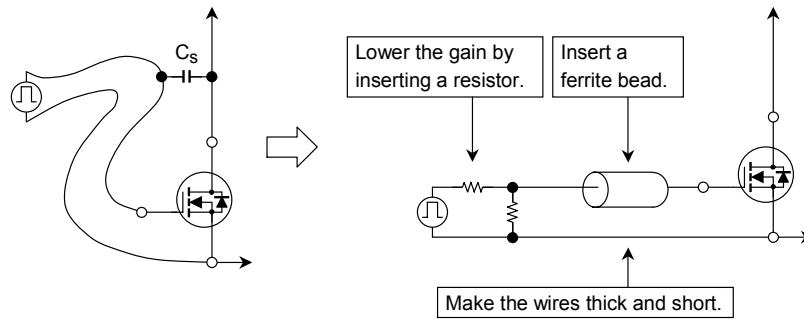 Cs
Lower the gain by
inserting a resistor.
Insert a
ferrite bead.
Make the wires thick and short.